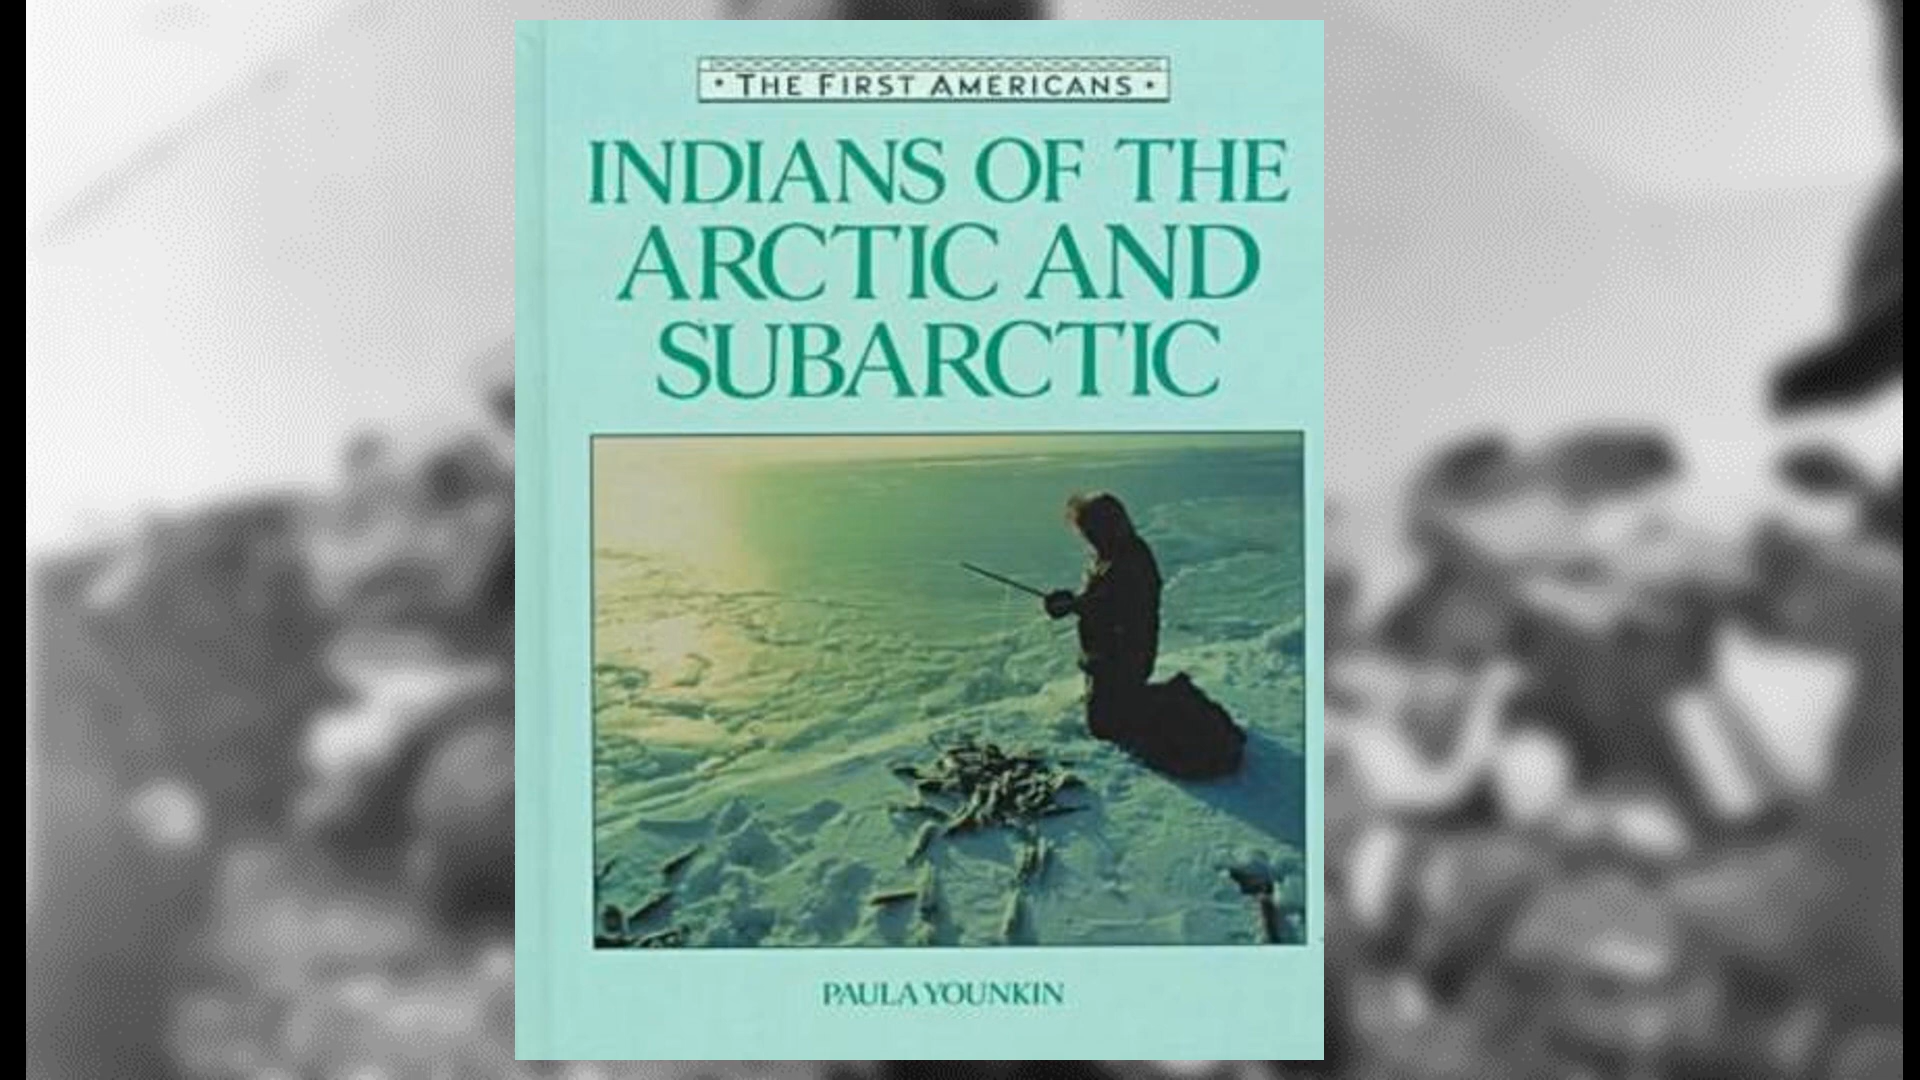 • THE FIRST AMERICANS •
INDIANS OF THE
ARCTIC AND
SUBARCTIC
PAULA YOUNKIN